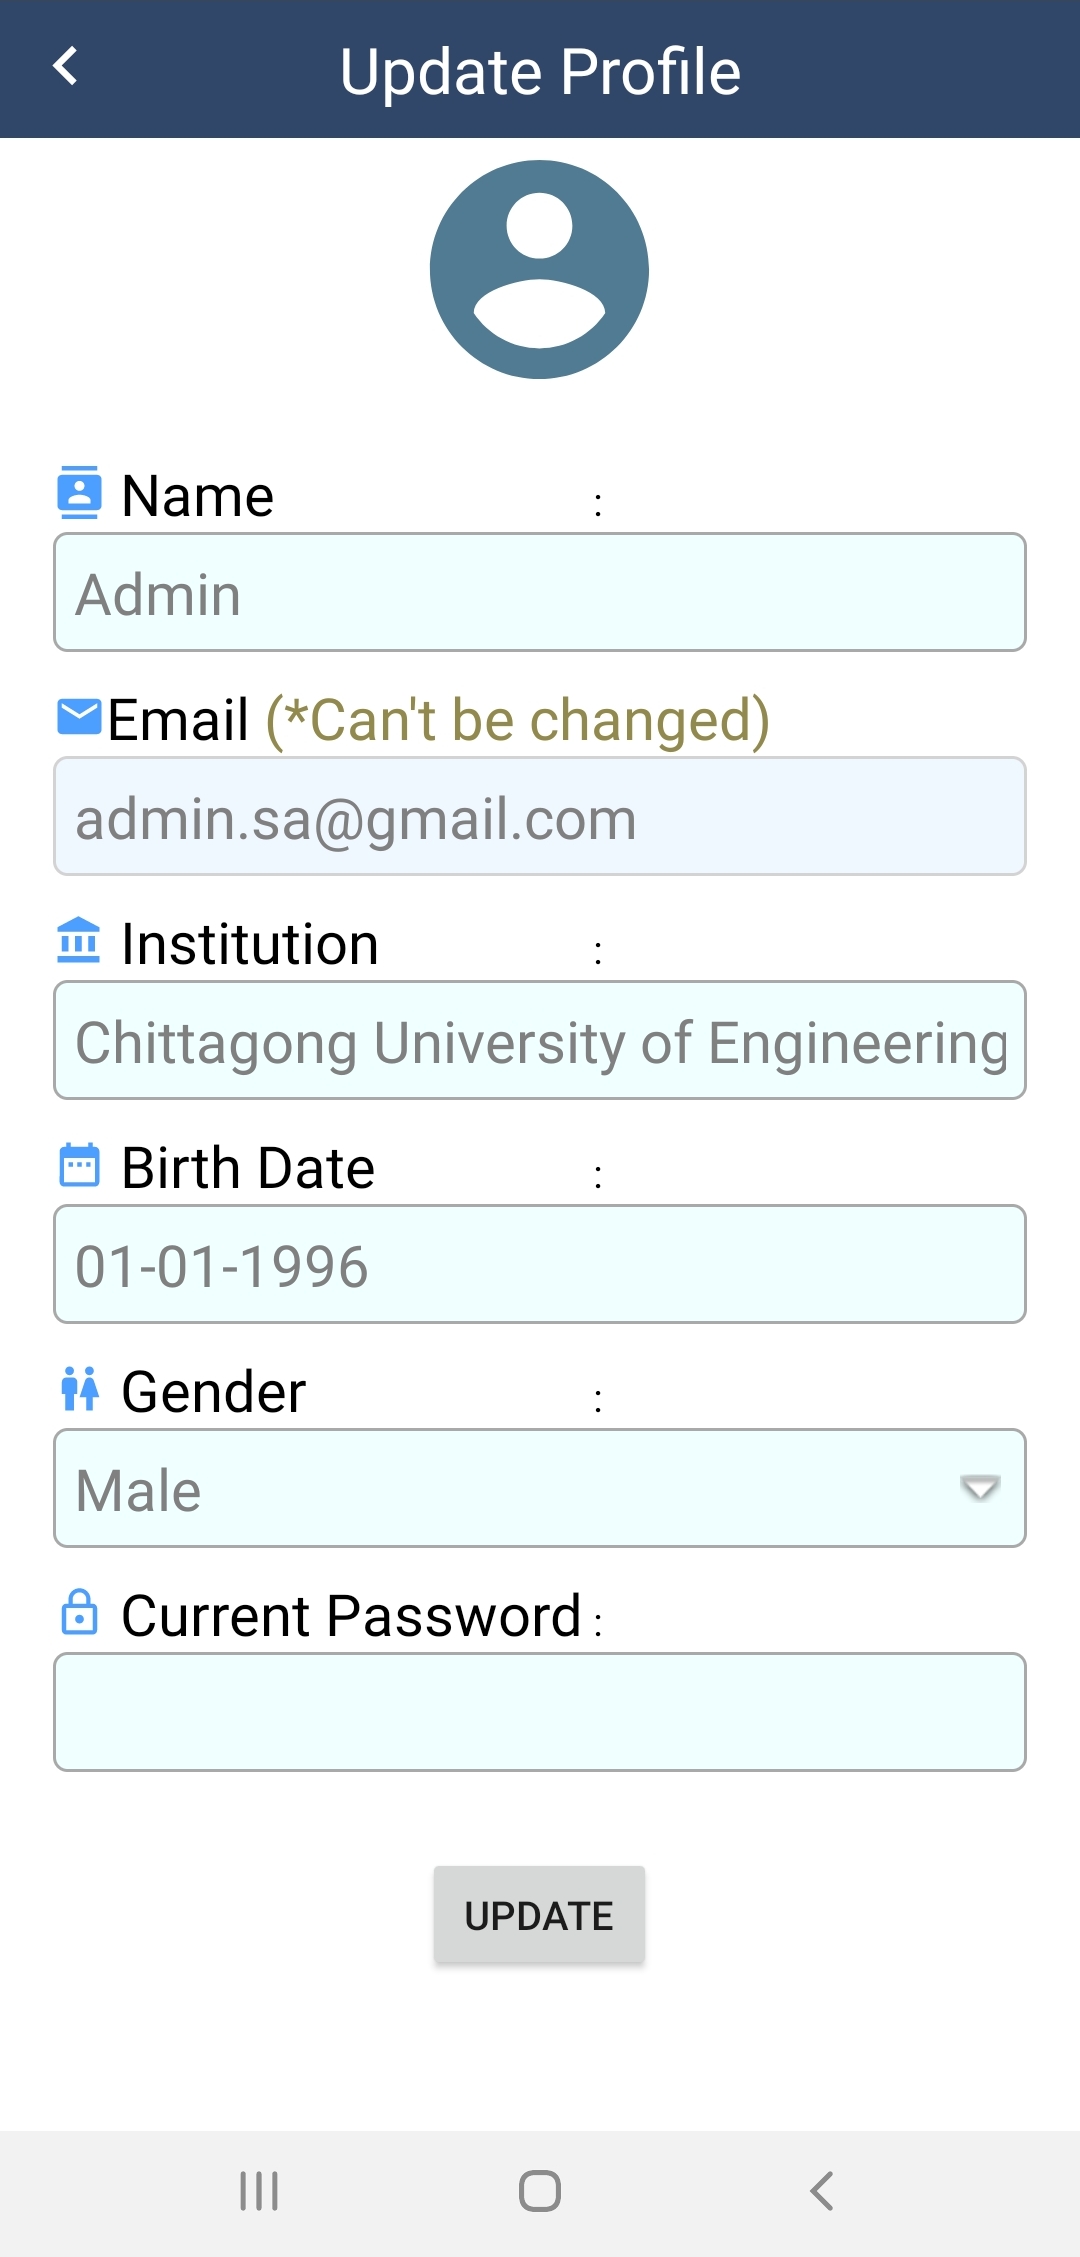 Update Profile
Name :
Admin
Email (*Can't be changed)
admin.sa@gmail.com
Institution :
Chittagong University of Engineering
Birth Date :
01-01-1996
Gender :
Male
Current Password :
UPDATE